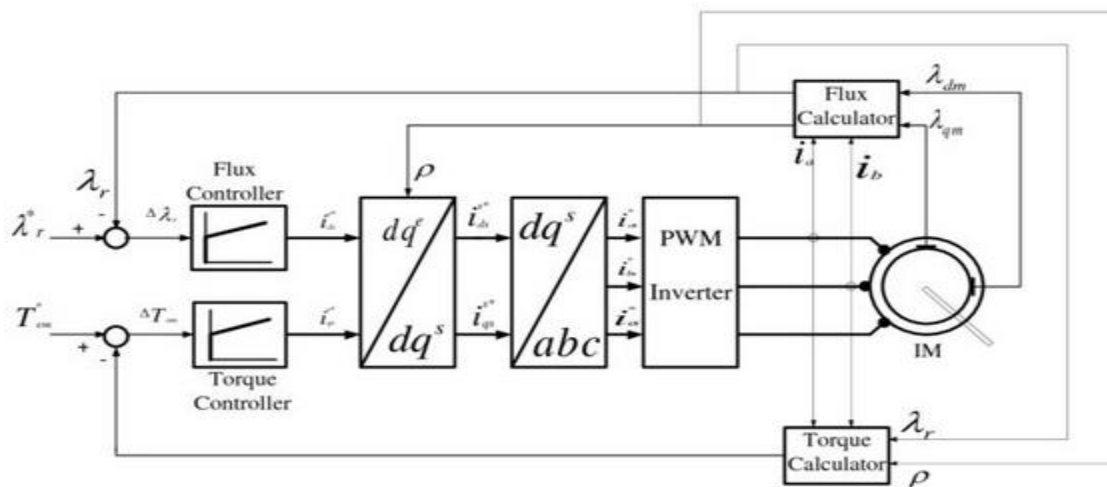 λdm
Flux
Calculator
λqm
ia
ib
λr
ρ
Flux
Controller
λ*r
+
-
Δλr
dqe
dqs
dqs
abc
PWM
Inverter
IM
T*em
+
-
ΔTem
Torque
Controller
Torque
Calculator
λr
ρ